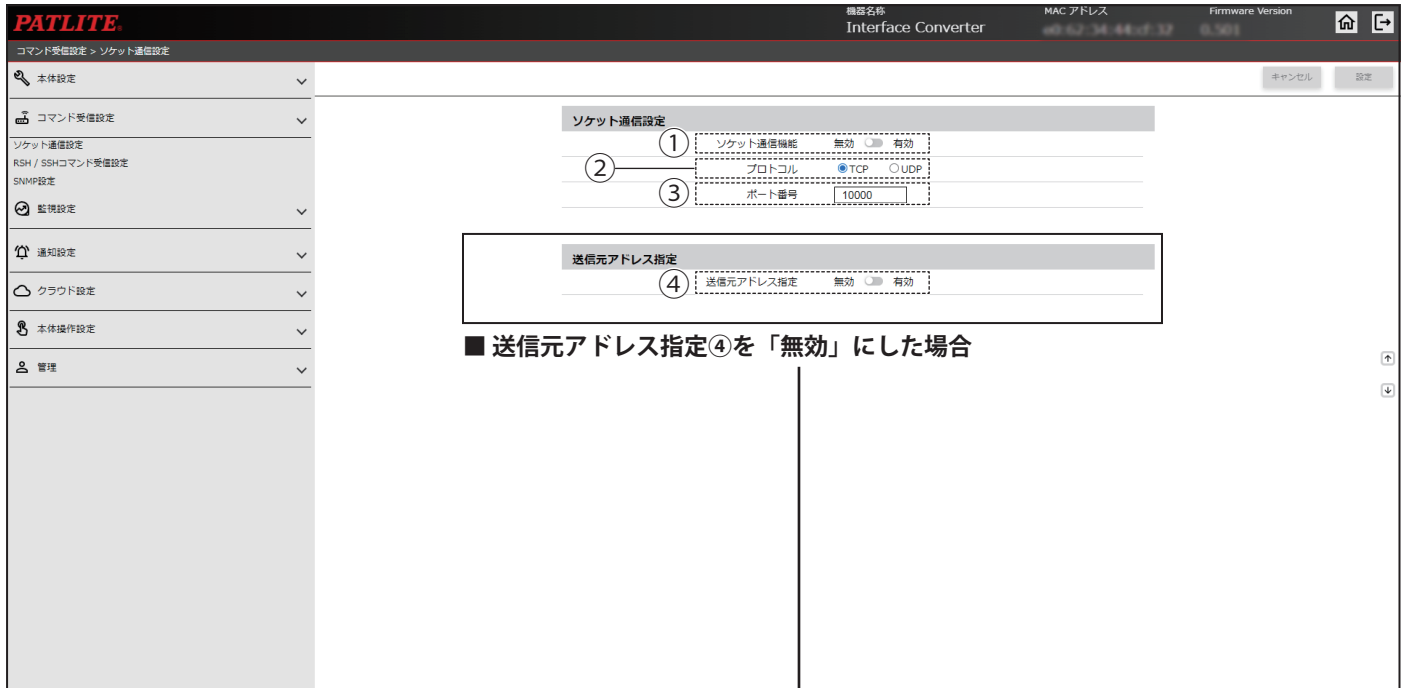 PATLITE
機器名称
Interface Converter
MAC アドレス
Firmware Version
コマンド受信設定 > ソケット通信設定
本体設定
コマンド受信設定
ソケット通信設定
RSH / SSHコマンド受信設定
SNMP設定
監視設定
通知設定
クラウド設定
本体操作設定
管理
キャンセル
設定
ソケット通信設定
① ソケット通信機能 無効 有効
② プロトコル TCP UDP
③ ポート番号 10000
送信元アドレス指定
④ 送信元アドレス指定 無効 有効
■ 送信元アドレス指定④を「無効」にした場合